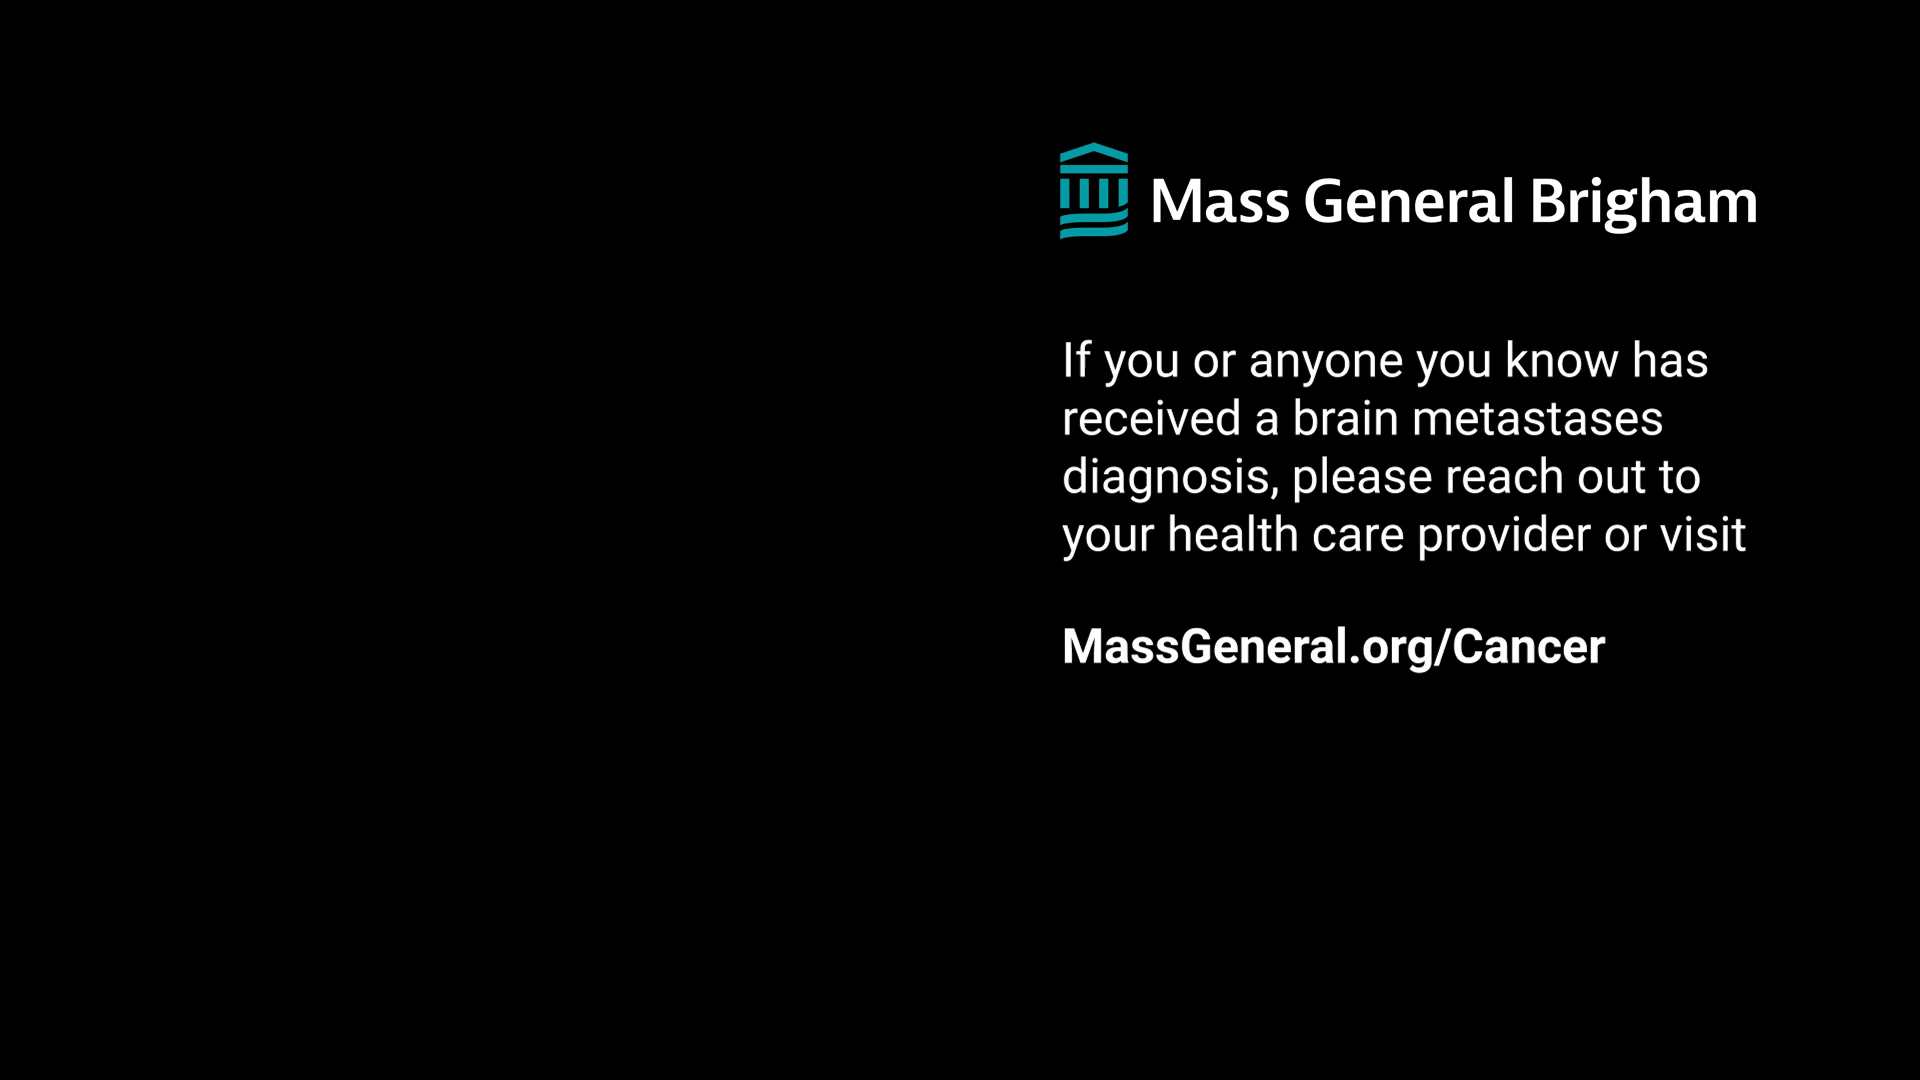 Mass General Brigham
If you or anyone you know has
received a brain metastases
diagnosis, please reach out to
your health care provider or visit
MassGeneral.org/Cancer